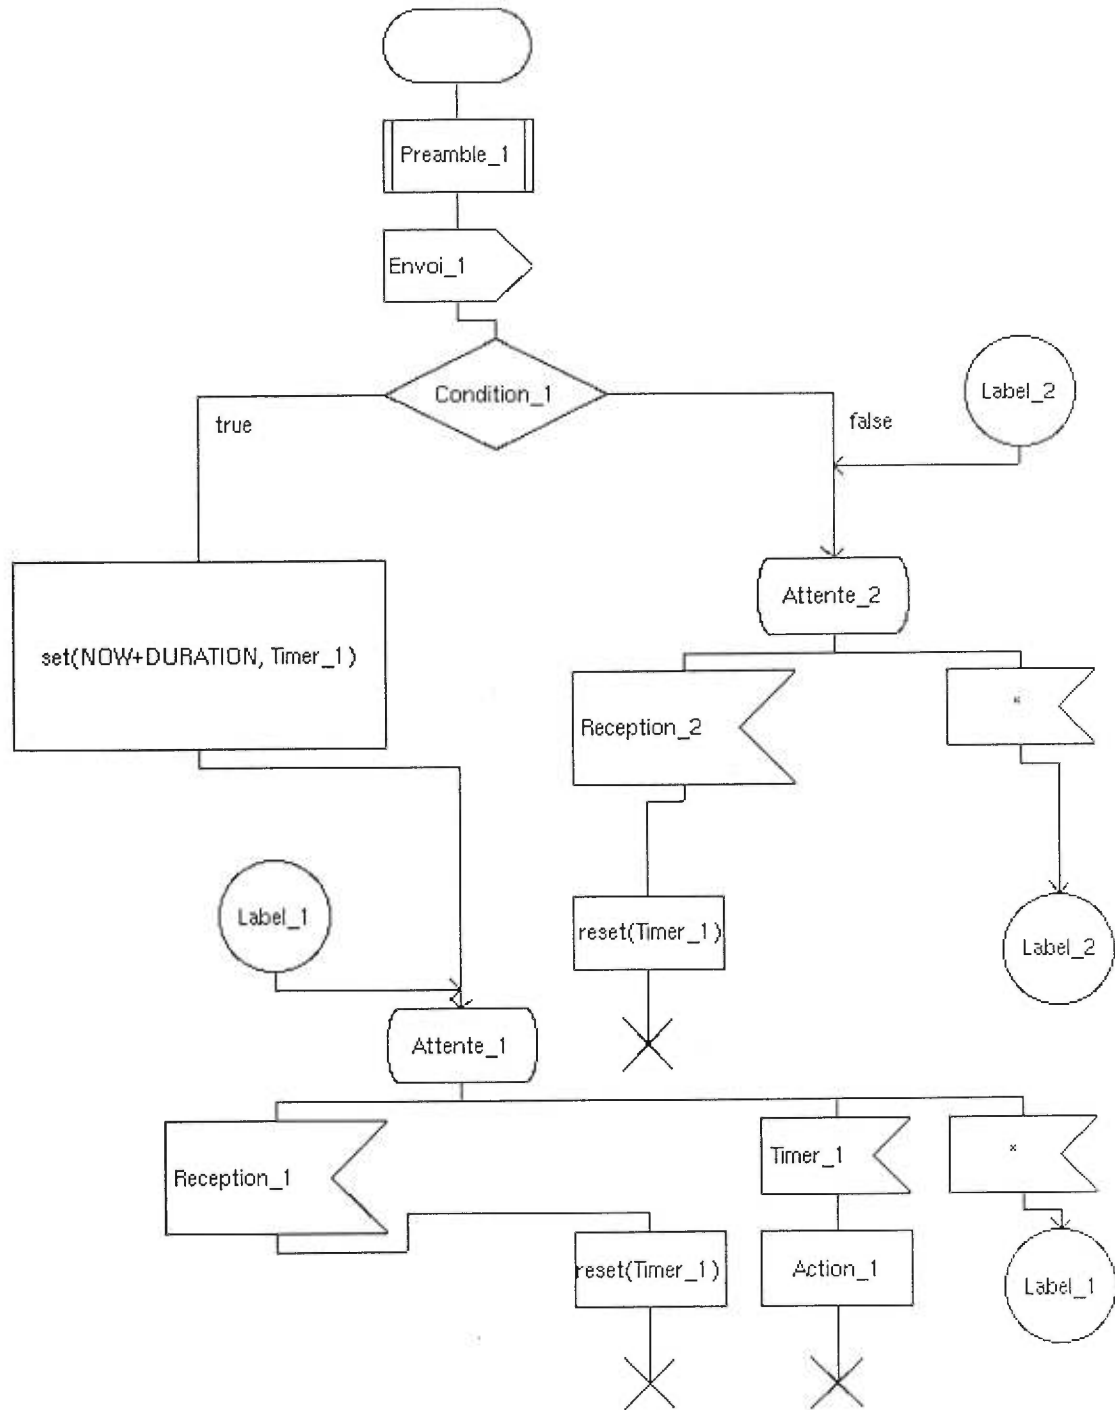 Preamble_1
Envoi_1
Condition_1
Label_2
true
false
Attente_2
set(NOW+DURATION, Timer_1)
Reception_2
*
Label_1
reset(Timer_1)
Label_2
Attente_1
Reception_1
Timer_1
*
reset(Timer_1)
Action_1
Label_1